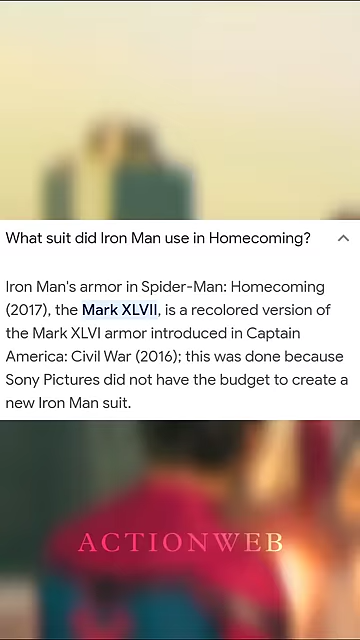 What suit did Iron Man use in Homecoming?
Iron Man's armor in Spider-Man: Homecoming
(2017), the Mark XLVII, is a recolored version of
the Mark XLVI armor introduced in Captain
America: Civil War (2016); this was done because
Sony Pictures did not have the budget to create a
new Iron Man suit.
ACTIONWEB